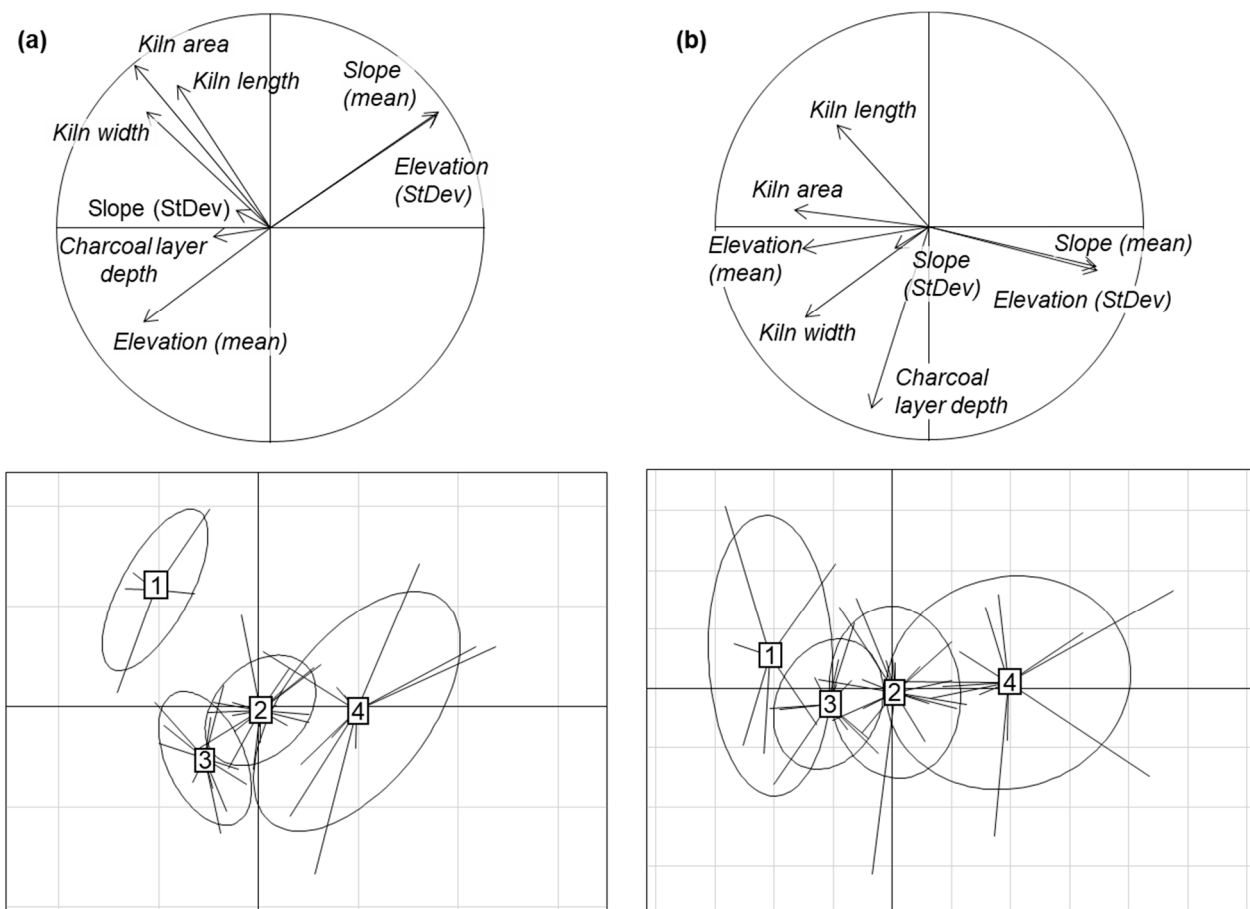 (a)
Kiln area
Kiln length
Slope
(mean)
Kiln width
Elevation
(StDev)
Slope (StDev)
Charcoal layer
depth
Elevation (mean)
(b)
Kiln length
Kiln area
Elevation
(mean)
Slope
(StDev)
Slope (mean)
Elevation (StDev)
Kiln width
Charcoal
layer depth
1
2
4
3
1
3
2
4